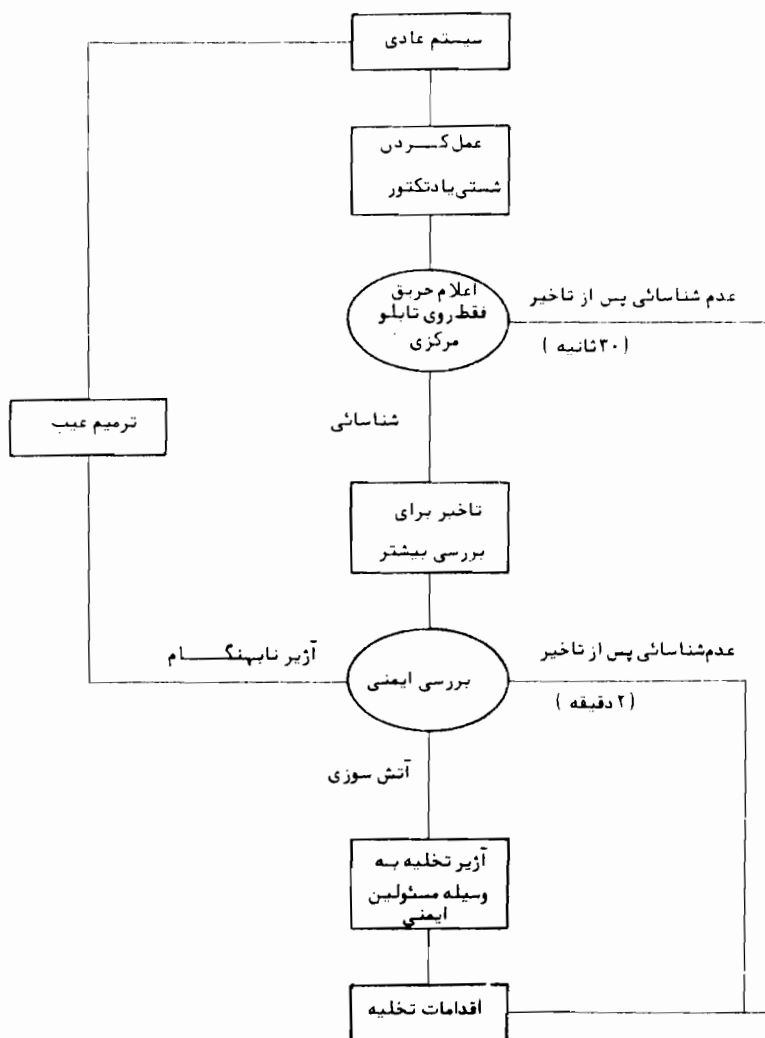 سیستم عادی
عمل کردن
شستی یا دتکتور
اعلام حریق
فقط روی تابلو
مرکزی
عدم شناسائی پس از تاخیر
(۳۰ ثانیه)
شناسائی
ترمیم عیب
تاخیر برای
بررسی بیشتر
آژیر نابهنگام
بررسی ایمنی
عدم شناسائی پس از تاخیر
(۲ دقیقه)
آتش سوزی
آژیر تخلیه به
وسیله مسئولین
ایمنی
اقدامات تخلیه